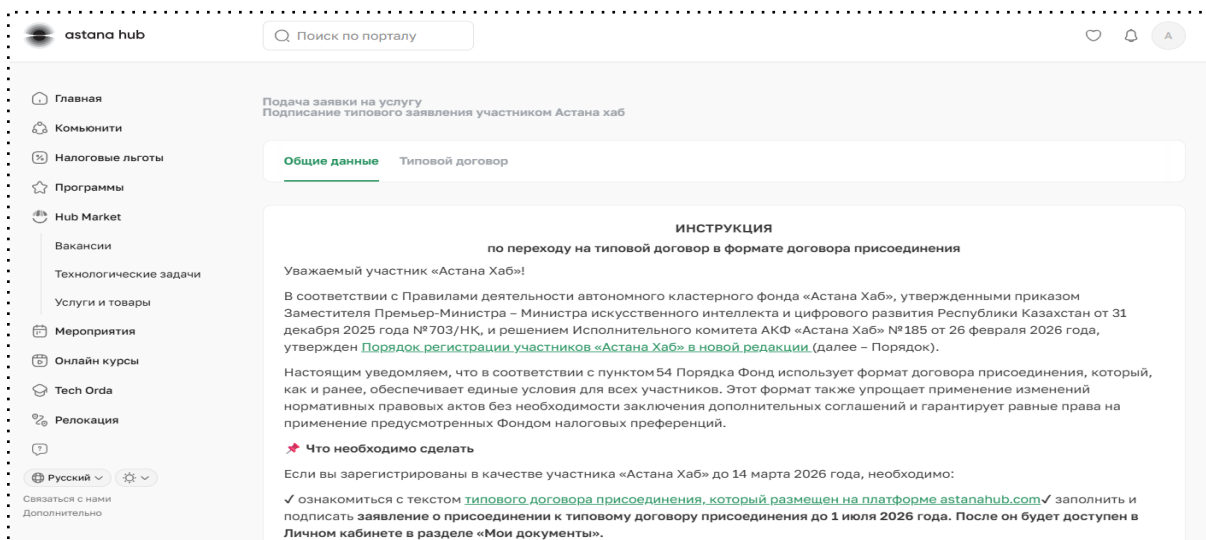 astana hub
Поиск по порталу
A
Главная
Комьюнити
Налоговые льготы
Программы
Hub Market
Вакансии
Технологические задачи
Услуги и товары
Мероприятия
Онлайн курсы
Tech Orda
Релокация
Русский
Связаться с нами
Дополнительно
Подача заявки на услугу
Подписание типового заявления участником Астана хаб
Общие данные Типовой договор
ИНСТРУКЦИЯ
по переходу на типовой договор в формате договора присоединения
Уважаемый участник «Астана Хаб»!
В соответствии с Правилами деятельности автономного кластерного фонда «Астана Хаб», утвержденными приказом
Заместителя Премьер-Министра – Министра искусственного интеллекта и цифрового развития Республики Казахстан от 31
декабря 2025 года №703/НҚ, и решением Исполнительного комитета АКФ «Астана Хаб» №185 от 26 февраля 2026 года,
утвержден Порядок регистрации участников «Астана Хаб» в новой редакции (далее – Порядок).
Настоящим уведомляем, что в соответствии с пунктом 54 Порядка Фонд использует формат договора присоединения, который,
как и ранее, обеспечивает единые условия для всех участников. Этот формат также упрощает применение изменений
нормативных правовых актов без необходимости заключения дополнительных соглашений и гарантирует равные права на
применение предусмотренных Фондом налоговых преференций.
📌 Что необходимо сделать
Если вы зарегистрированы в качестве участника «Астана Хаб» до 14 марта 2026 года, необходимо:
✓ ознакомиться с текстом типового договора присоединения, который размещен на платформе astanahub.com✓ заполнить и
подписать заявление о присоединении к типовому договору присоединения до 1 июля 2026 года. После он будет доступен в
Личном кабинете в разделе «Мои документы».